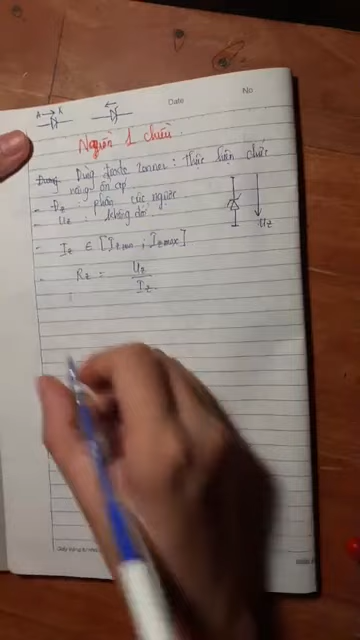 A K
Date No
Nguồn 1 chiều.
Dùng diode zenner: thực hiện chức
năng ổn áp
- Dz: phân cực ngược
- Uz: không đổi
Uz
- Iz ∈ [Izmin ; Izmax]
- Rz = Uz / Iz